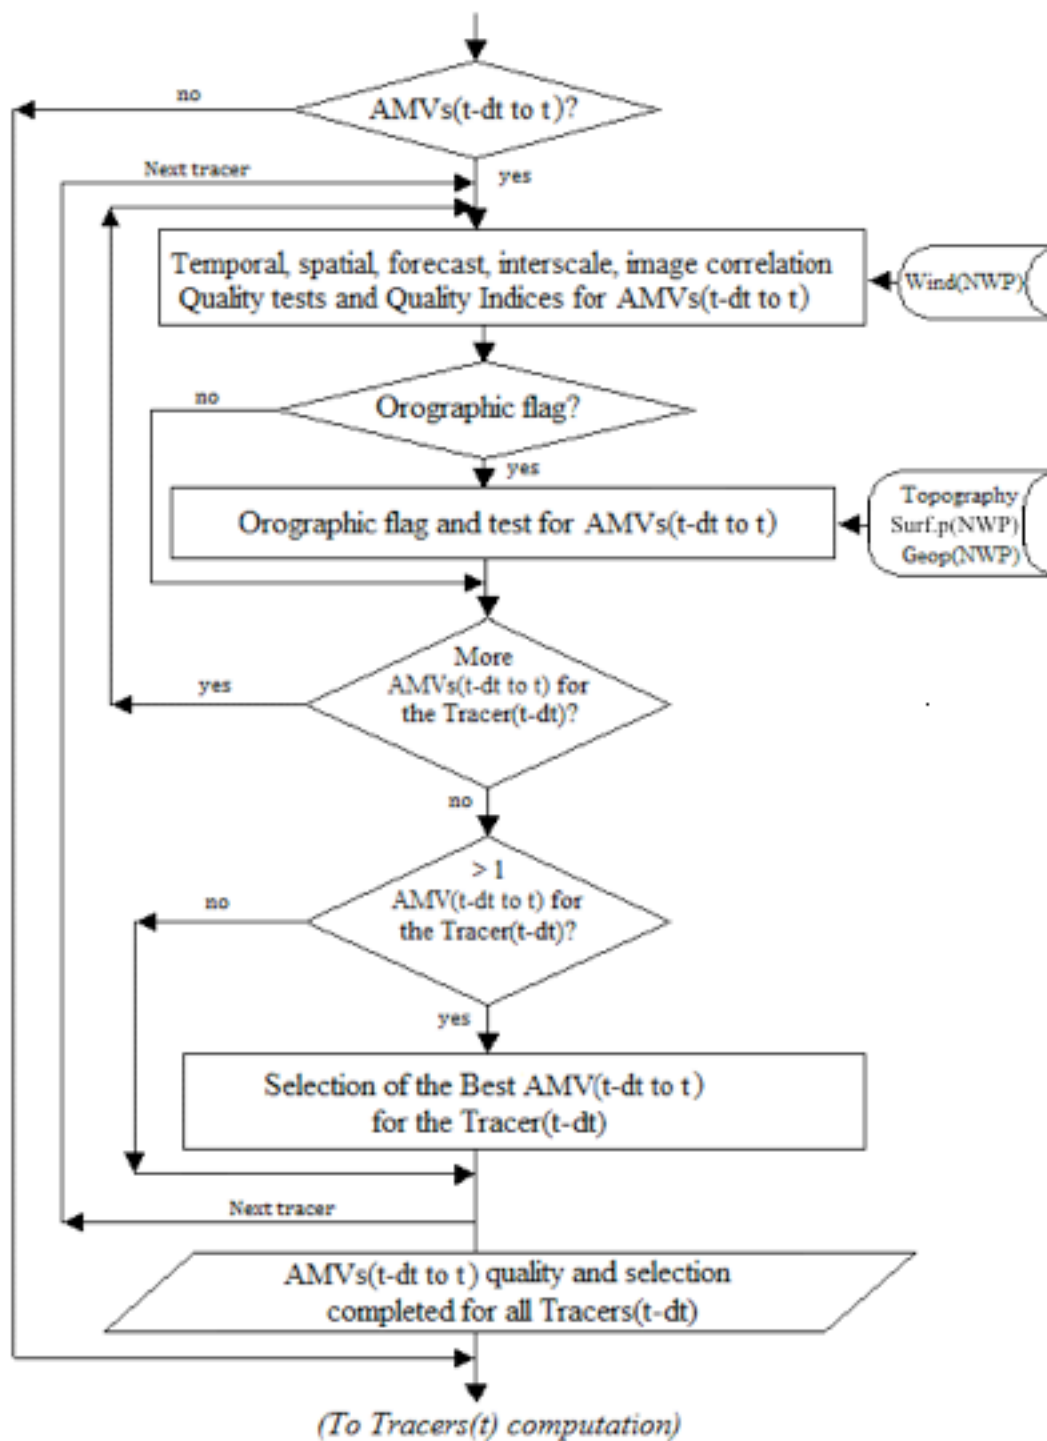 AMVs(t-dt to t)?
no
yes
Next tracer
Temporal, spatial, forecast, interscale, image correlation
Quality tests and Quality Indices for AMVs(t-dt to t)
Wind(NWP)
Orographic flag?
no
yes
Orographic flag and test for AMVs(t-dt to t)
Topography
Surf.p(NWP)
Geop(NWP)
More
AMVs(t-dt to t) for
the Tracer(t-dt)?
yes
no
> 1
AMV(t-dt to t) for
the Tracer(t-dt)?
no
yes
Selection of the Best AMV(t-dt to t)
for the Tracer(t-dt)
Next tracer
AMVs(t-dt to t) quality and selection
completed for all Tracers(t-dt)
(To Tracers(t) computation)